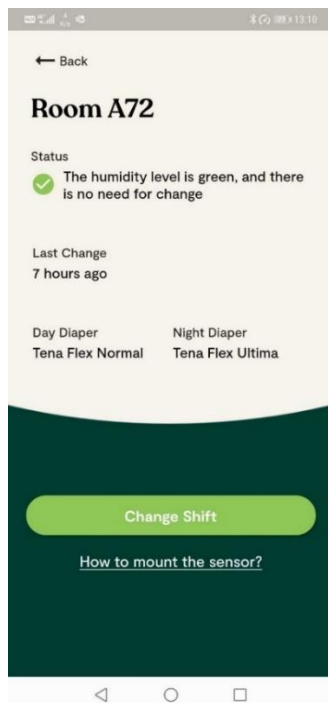 13:10
Back
Room A72
Status
The humidity level is green, and there
is no need for change
Last Change
7 hours ago
Day Diaper Night Diaper
Tena Flex Normal Tena Flex Ultima
Change Shift
How to mount the sensor?